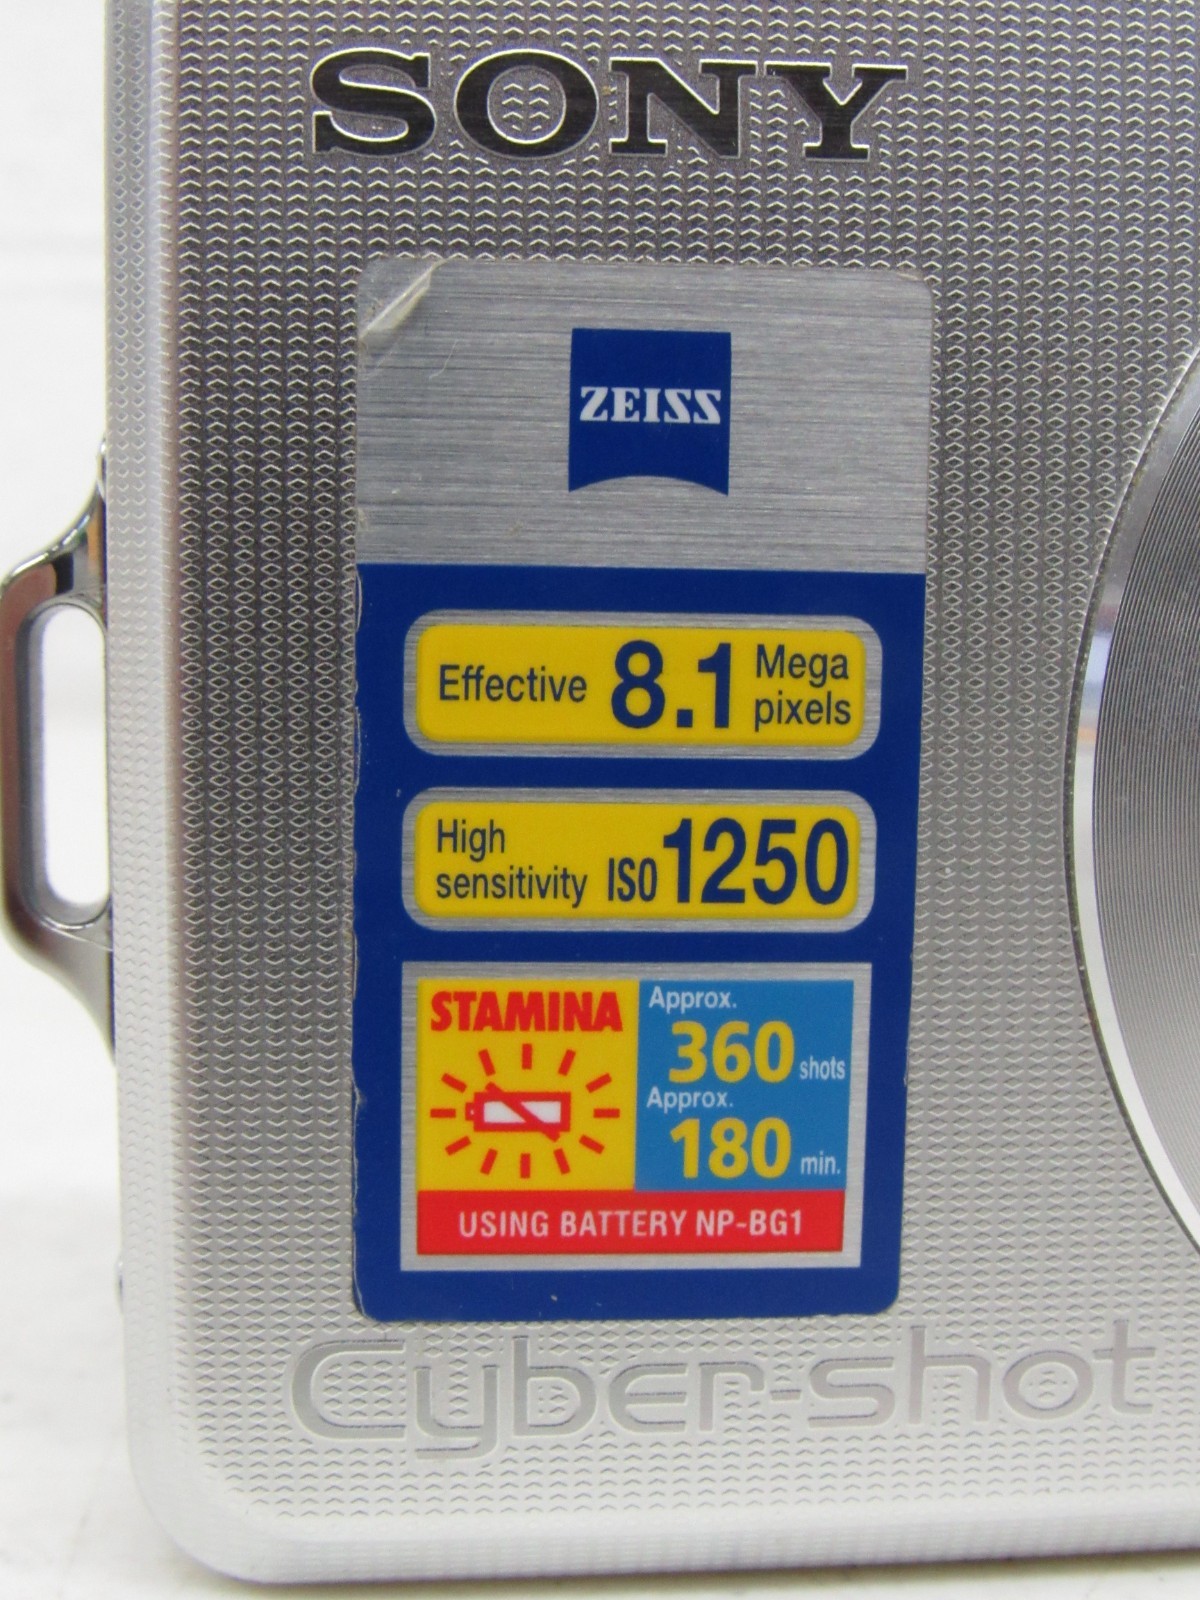 SONY
ZEISS
Effective 8.1 Mega
pixels
High
sensitivity ISO 1250
STAMINA
Approx.
360 shots
Approx.
180 min.
USING BATTERY NP-BG1
Cyber-shot